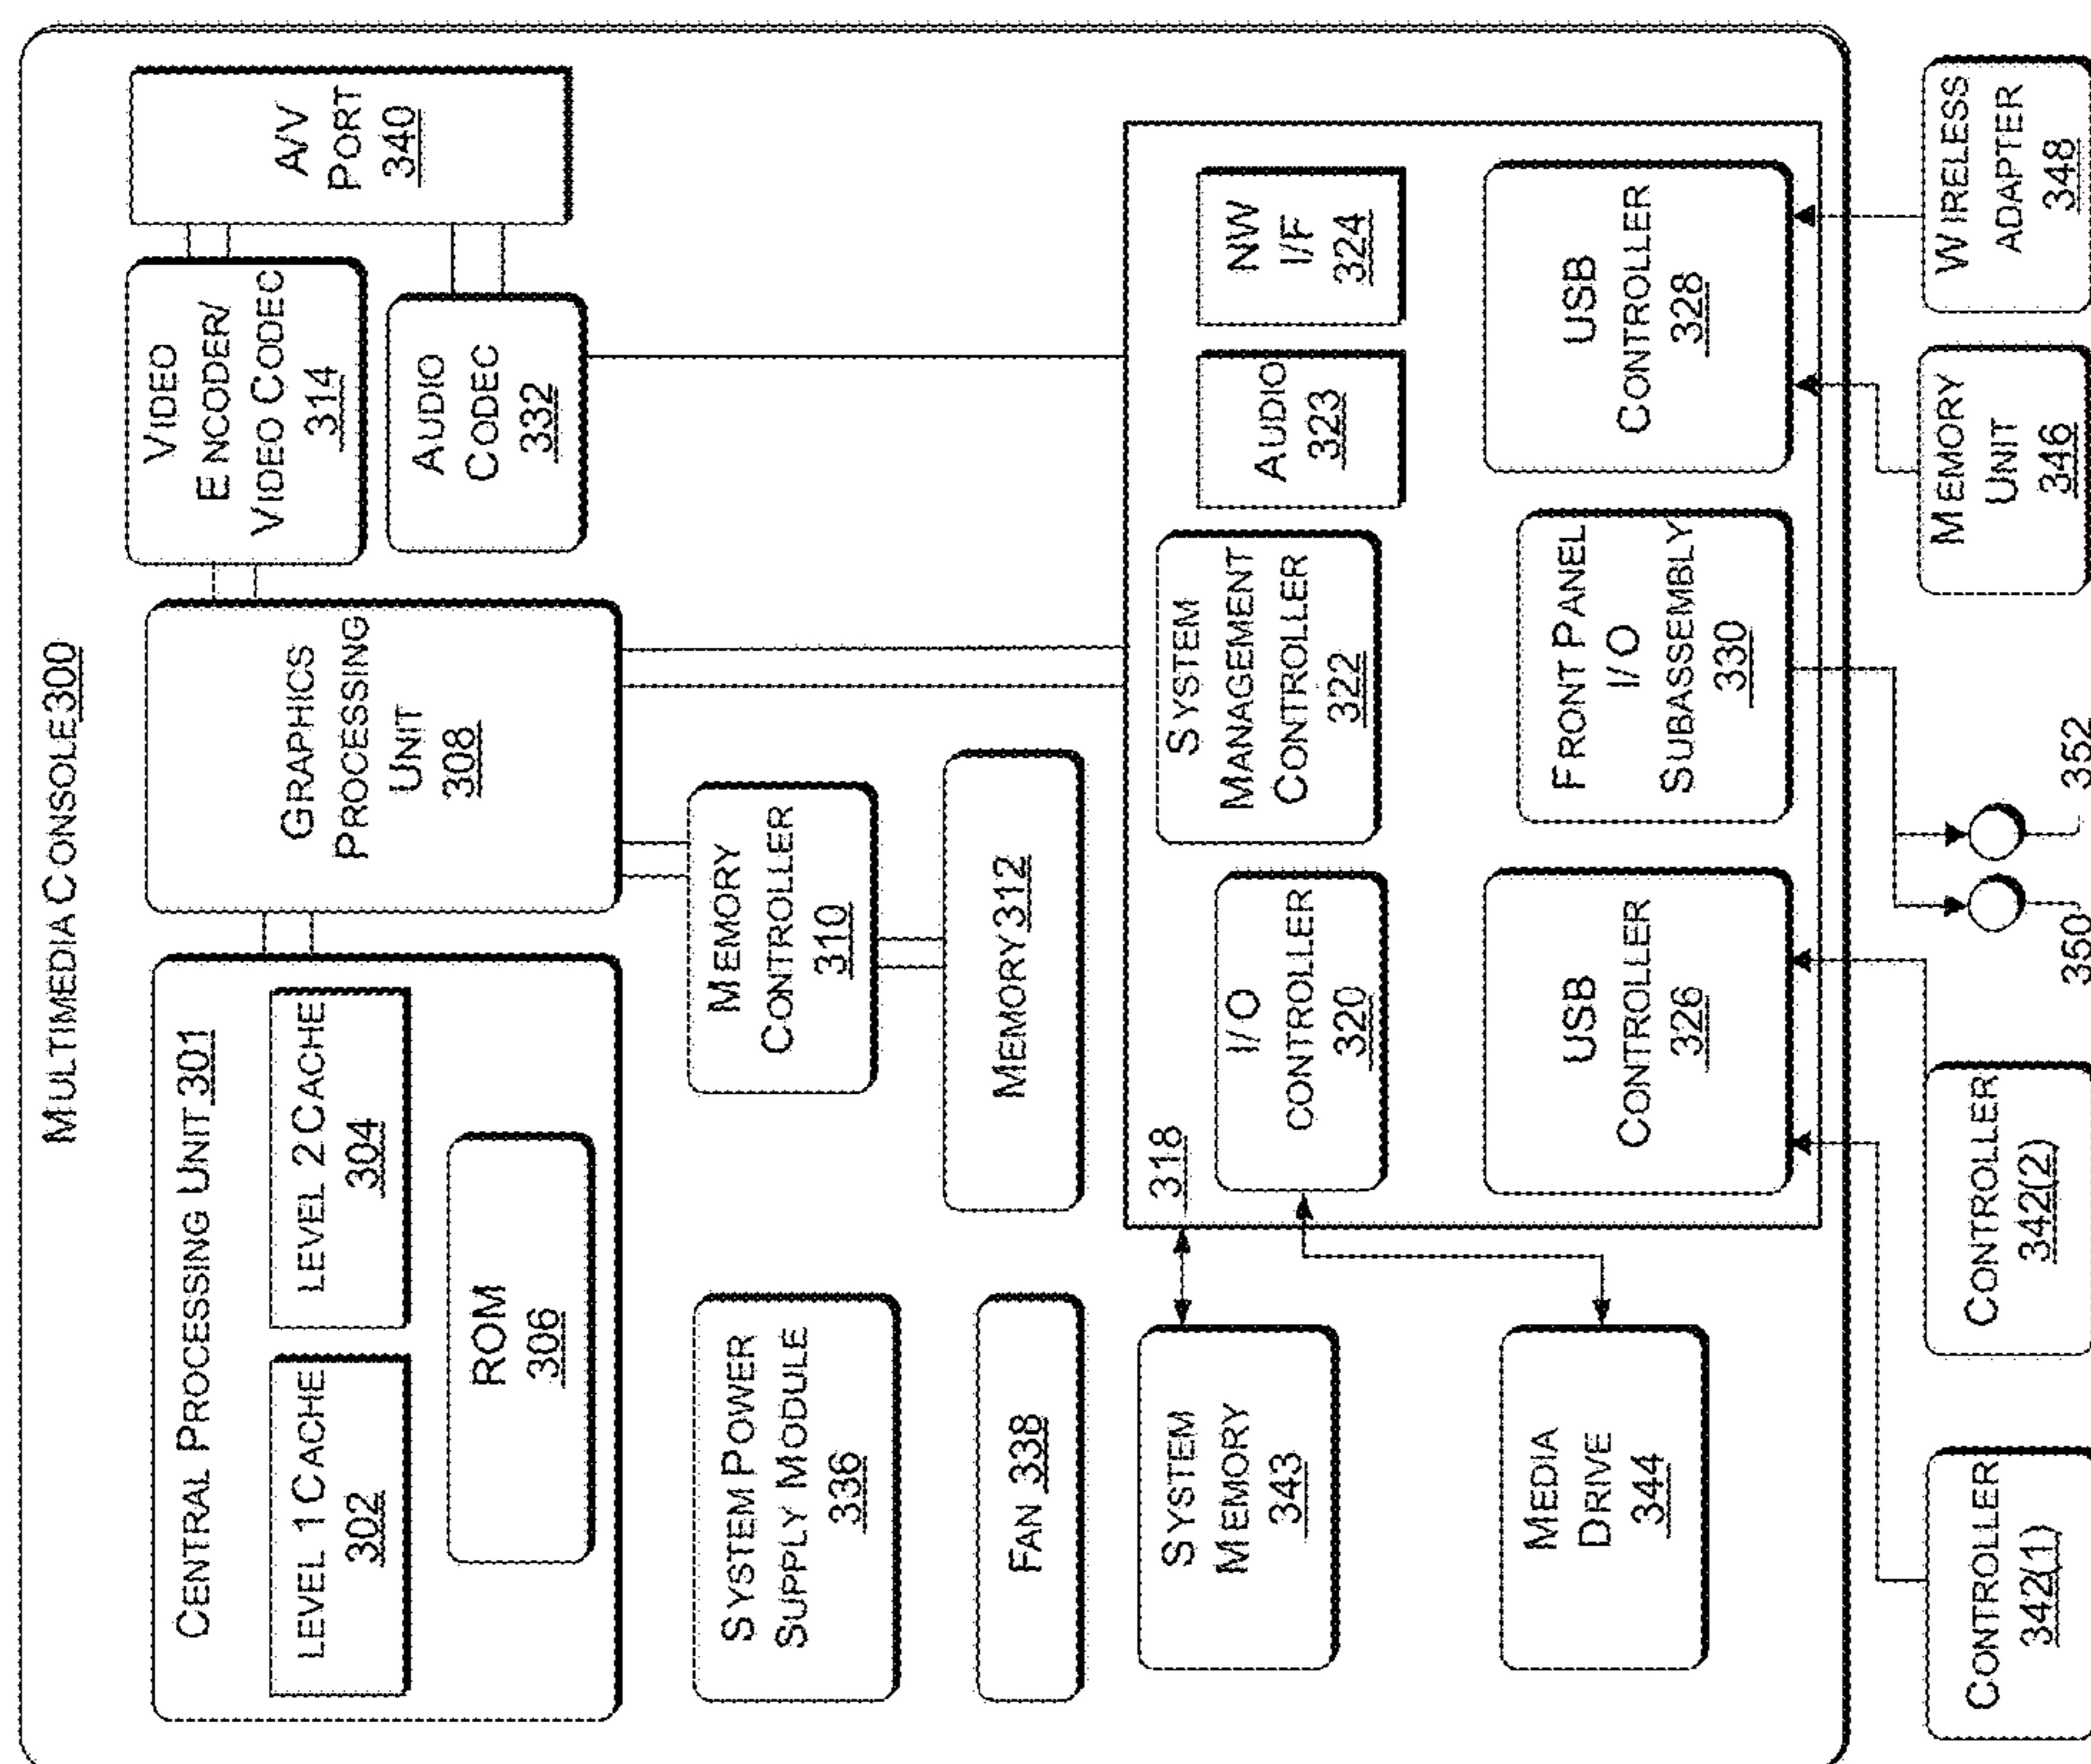 MULTIMEDIA CONSOLE 300
CENTRAL PROCESSING UNIT 301
LEVEL 1 CACHE
302
LEVEL 2 CACHE
304
ROM
306
GRAPHICS
PROCESSING
UNIT
308
VIDEO
ENCODER/
VIDEO CODEC
314
AUDIO
CODEC
332
A/V
PORT
340
MEMORY
CONTROLLER
310
MEMORY 312
SYSTEM POWER
SUPPLY MODULE
336
FAN 338
318
I/O
CONTROLLER
320
SYSTEM
MANAGEMENT
CONTROLLER
322
AUDIO
323
NW
I/F
324
USB
CONTROLLER
326
FRONT PANEL
I/O
SUBASSEMBLY
330
USB
CONTROLLER
328
SYSTEM
MEMORY
343
MEDIA
DRIVE
344
CONTROLLER
342(1)
CONTROLLER
342(2)
350
352
MEMORY
UNIT
346
WIRELESS
ADAPTER
348